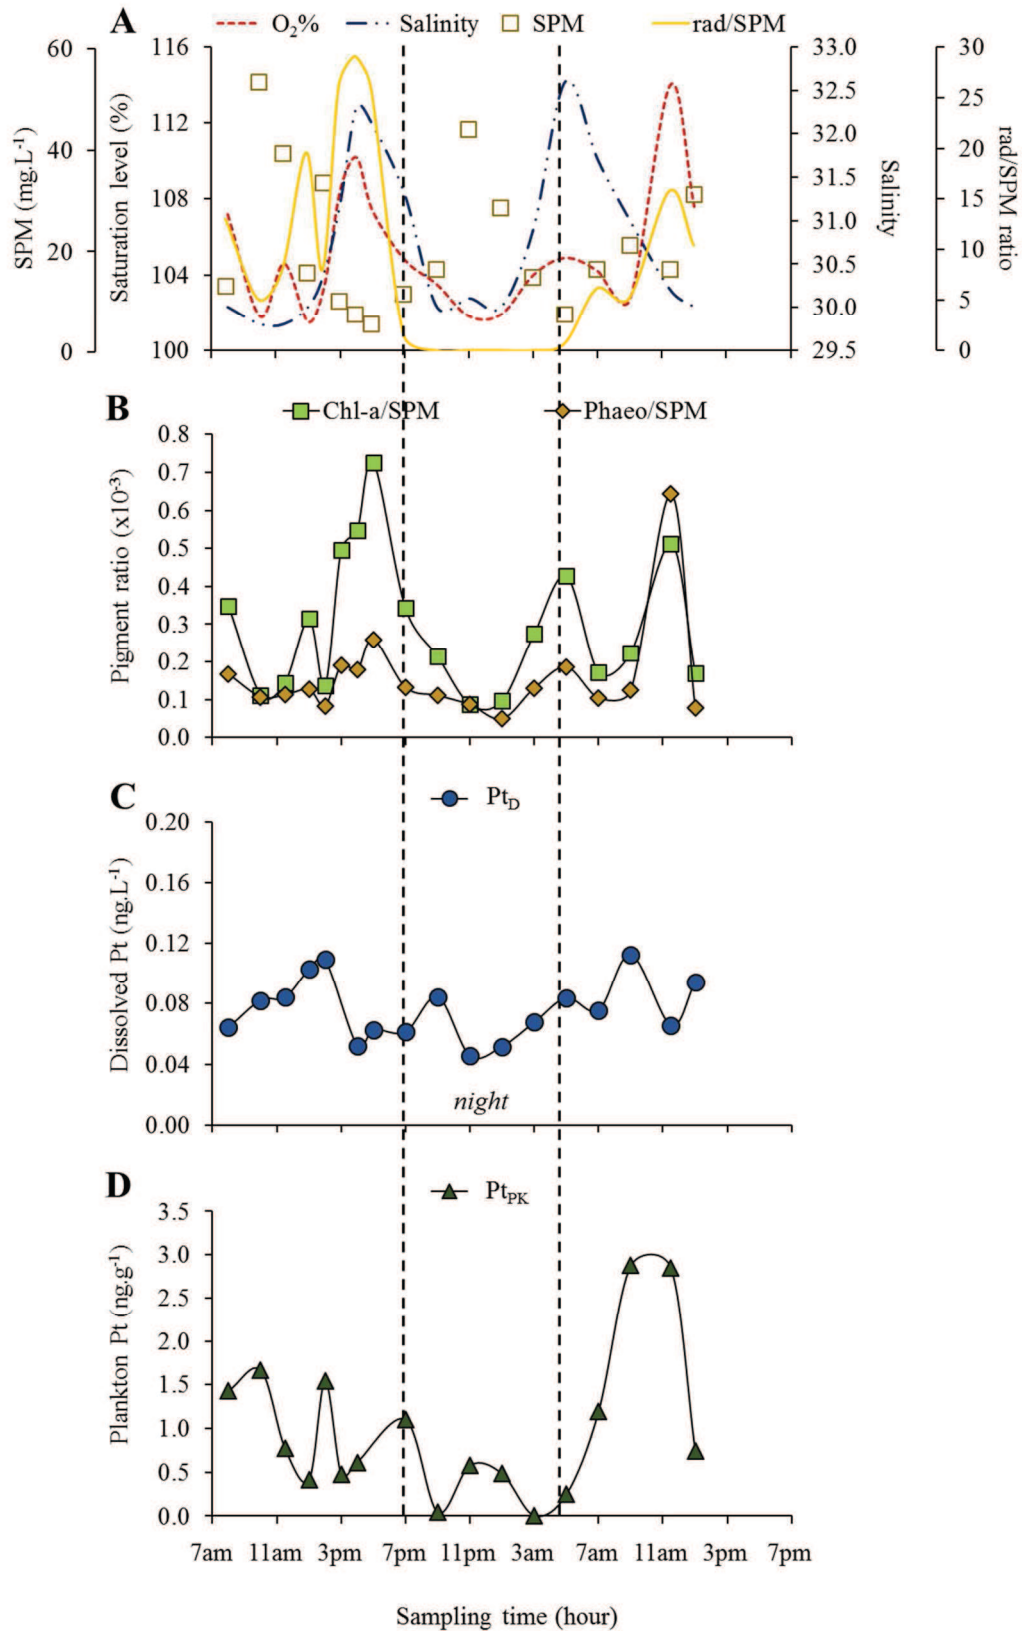 A
O₂% Salinity SPM rad/SPM
SPM (mg.L⁻¹)
60
40
20
0
Saturation level (%)
116
112
108
104
100
33.0
32.5
32.0
31.5
31.0
30.5
30.0
29.5
Salinity
30
25
20
15
10
5
0
rad/SPM ratio
B
Chl-a/SPM Phaeo/SPM
Pigment ratio (x10⁻³)
0.8
0.7
0.6
0.5
0.4
0.3
0.2
0.1
0.0
C
Pt_D
Dissolved Pt (ng.L⁻¹)
0.20
0.16
0.12
0.08
0.04
0.00
night
D
Pt_PK
Plankton Pt (ng.g⁻¹)
3.5
3.0
2.5
2.0
1.5
1.0
0.5
0.0
7am 11am 3pm 7pm 11pm 3am 7am 11am 3pm 7pm
Sampling time (hour)